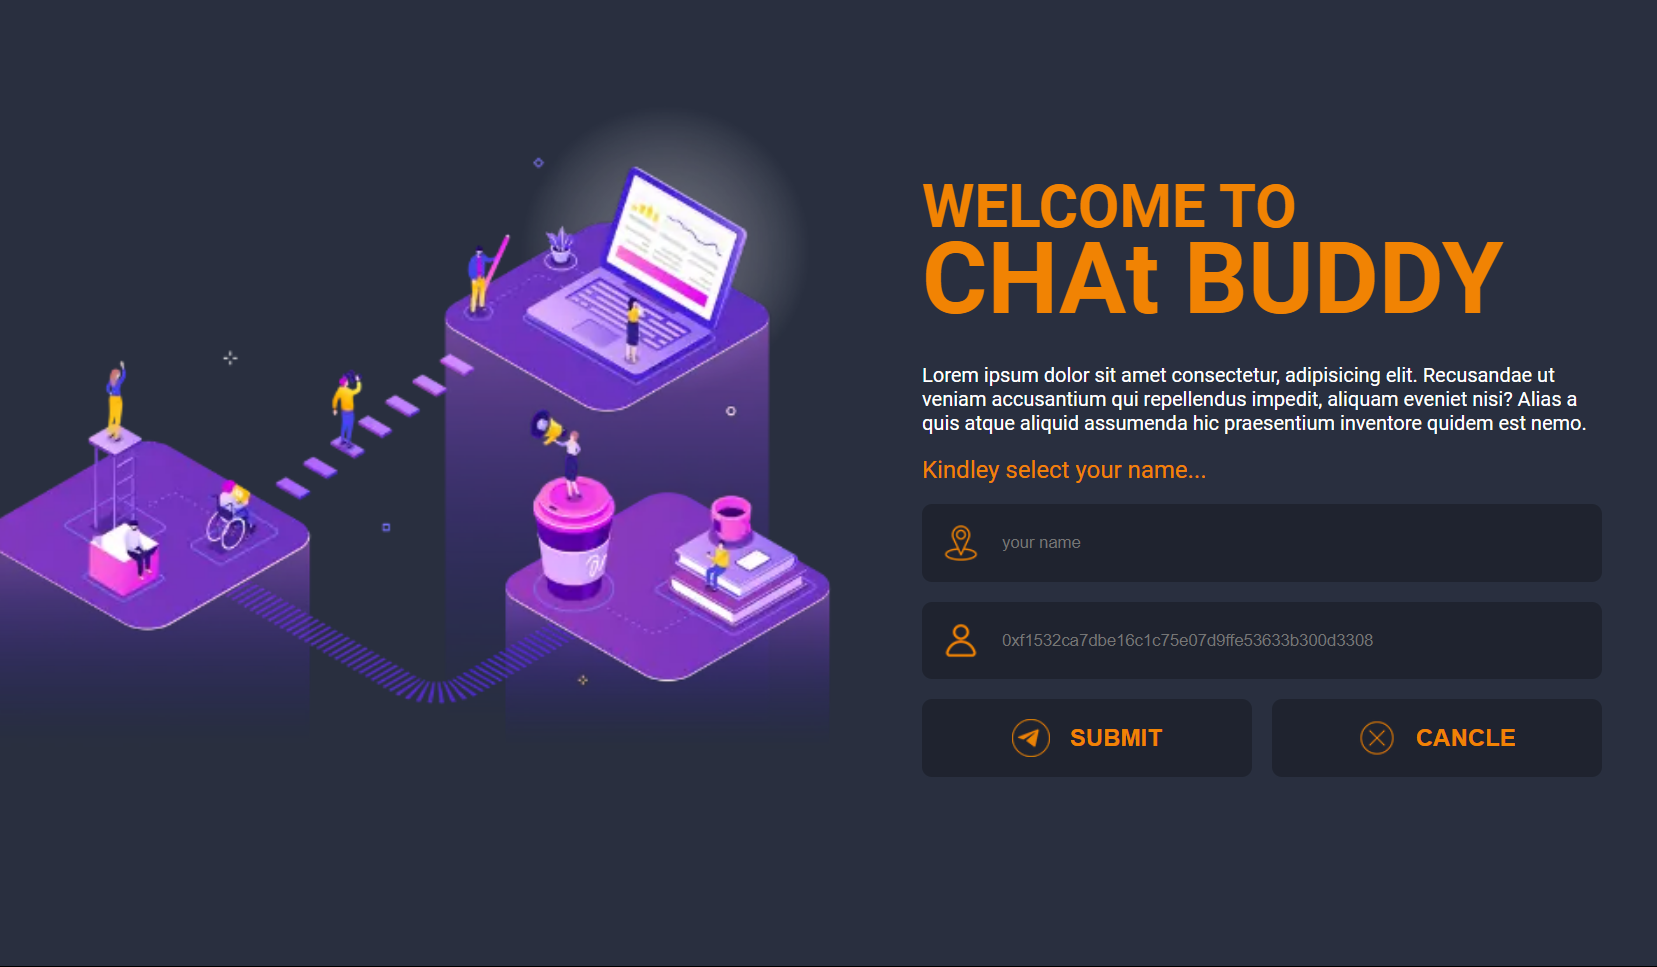 WELCOME TO
CHAt BUDDY
Lorem ipsum dolor sit amet consectetur, adipisicing elit. Recusandae ut
veniam accusantium qui repellendus impedit, aliquam eveniet nisi? Alias a
quis atque aliquid assumenda hic praesentium inventore quidem est nemo.
Kindley select your name...
your name
0xf1532ca7dbe16c1c75e07d9ffe53633b300d3308
SUBMIT
CANCLE